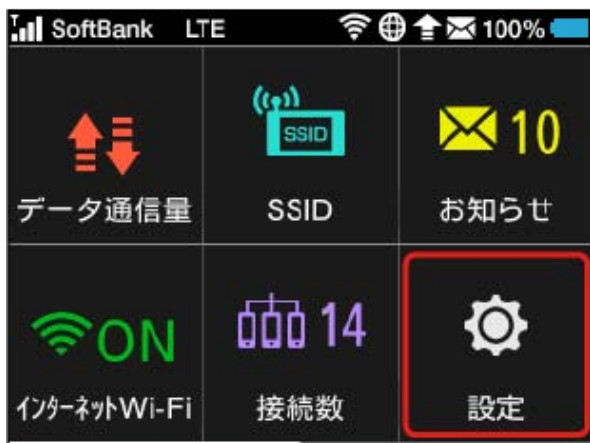 SoftBank LTE 100%
SSID
10
データ通信量 SSID お知らせ
ON 14
インターネットWi-Fi 接続数 設定